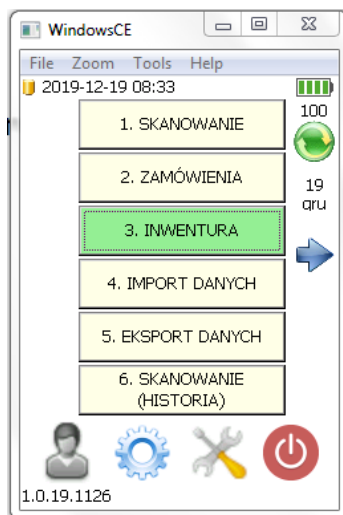 WindowsCE
File Zoom Tools Help
2019-12-19 08:33
100
1. SKANOWANIE
2. ZAMÓWIENIA
19
gru
3. INWENTURA
4. IMPORT DANYCH
5. EKSPORT DANYCH
6. SKANOWANIE
(HISTORIA)
1.0.19.1126